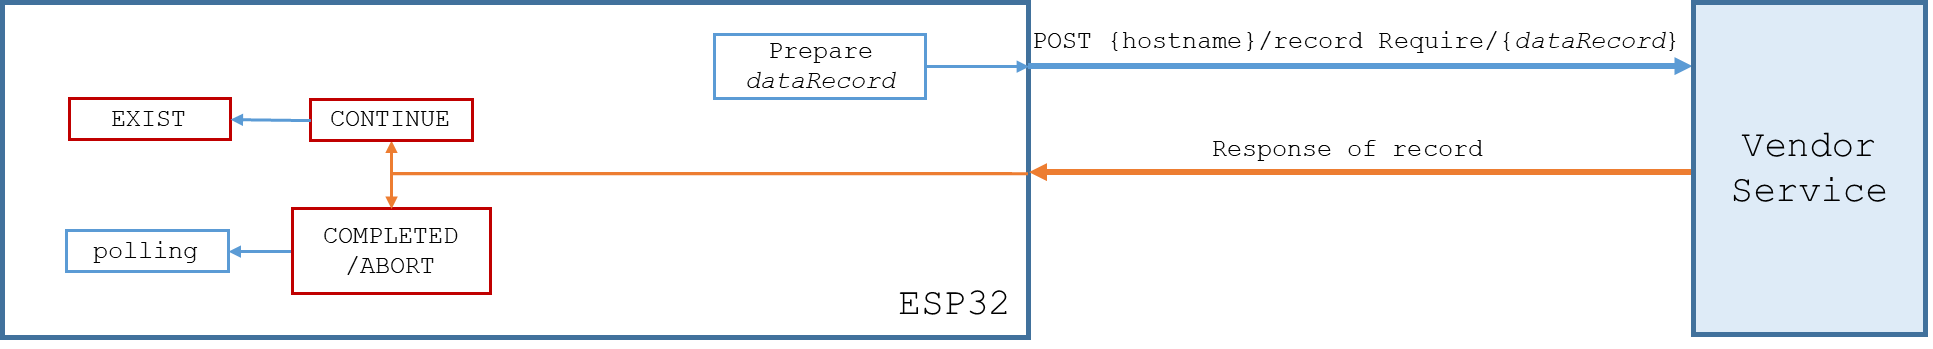 Prepare
dataRecord
POST {hostname}/record Require/{dataRecord}
EXIST
CONTINUE
Response of record
Vendor
Service
COMPLETED
/ABORT
polling
ESP32